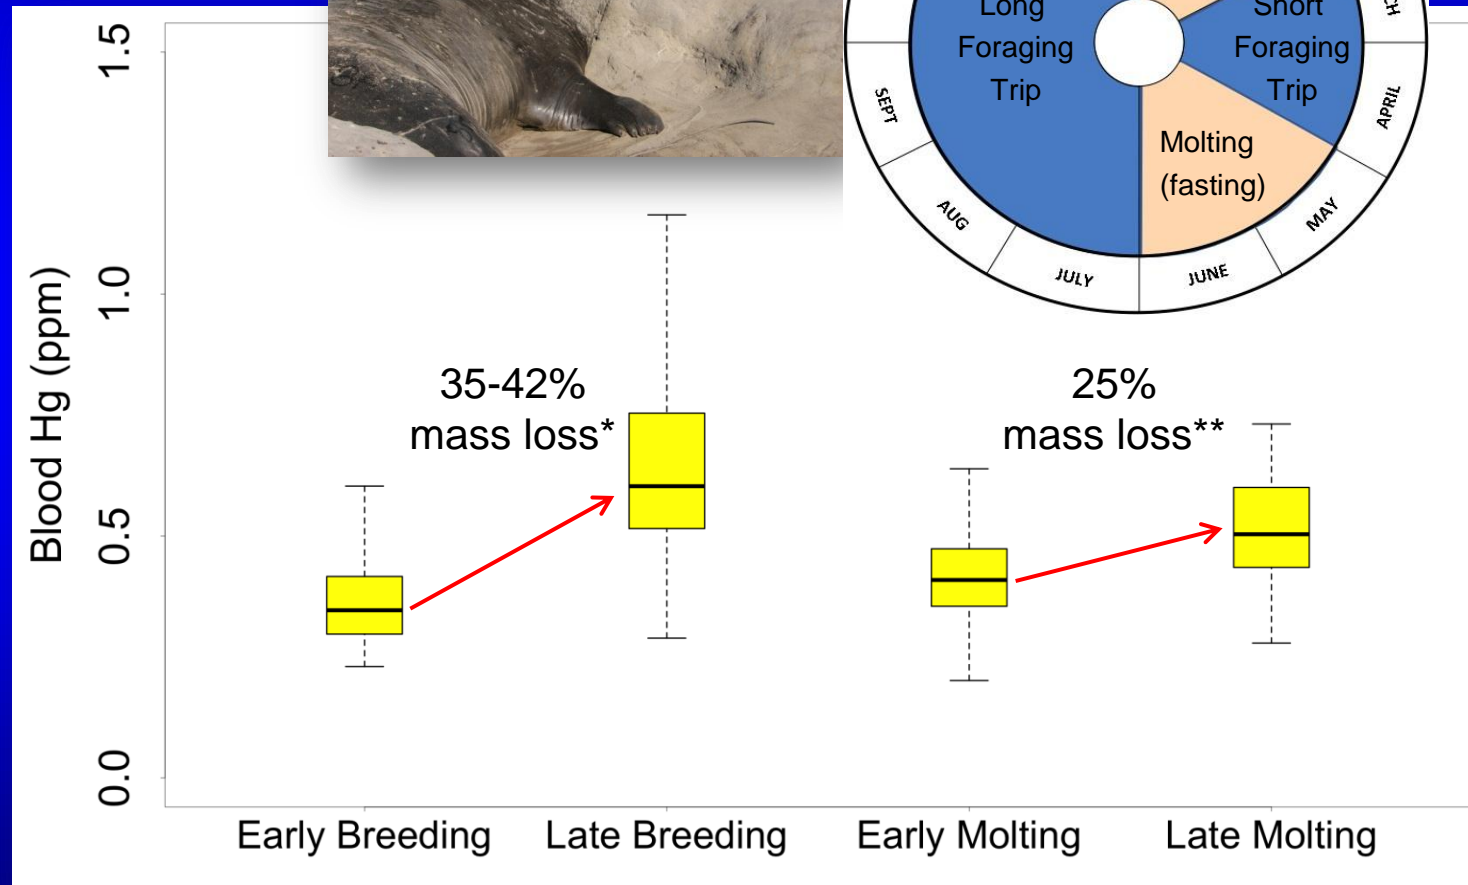 Long
Foraging
Trip
Short
Foraging
Trip
Molting
(fasting)
SEPT
AUG
JULY
JUNE
MAY
APRIL
CH
Blood Hg (ppm)
1.5
1.0
0.5
0.0
35-42%
mass loss*
25%
mass loss**
Early Breeding
Late Breeding
Early Molting
Late Molting